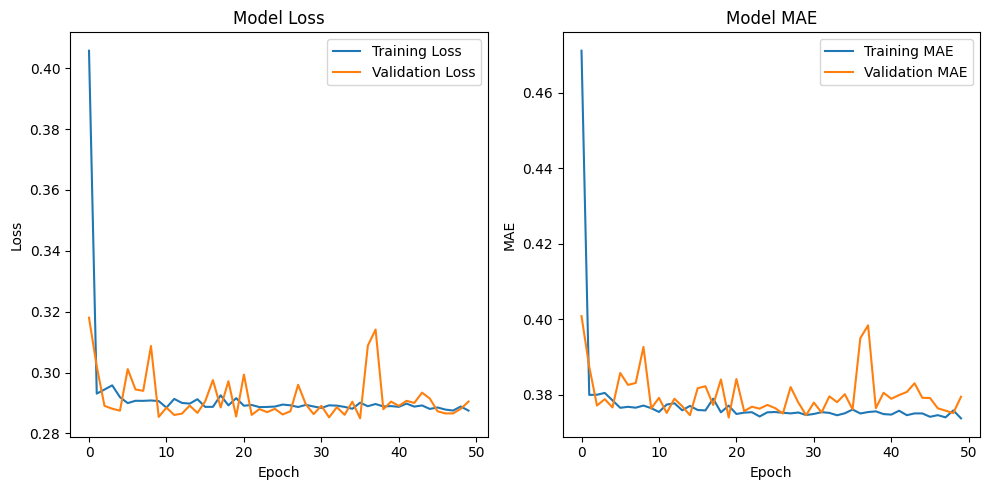 Model Loss
Training Loss
Validation Loss
0.40
0.38
0.36
0.34
0.32
0.30
0.28
Loss
0 10 20 30 40 50
Epoch
Model MAE
Training MAE
Validation MAE
0.46
0.44
0.42
0.40
0.38
MAE
0 10 20 30 40 50
Epoch